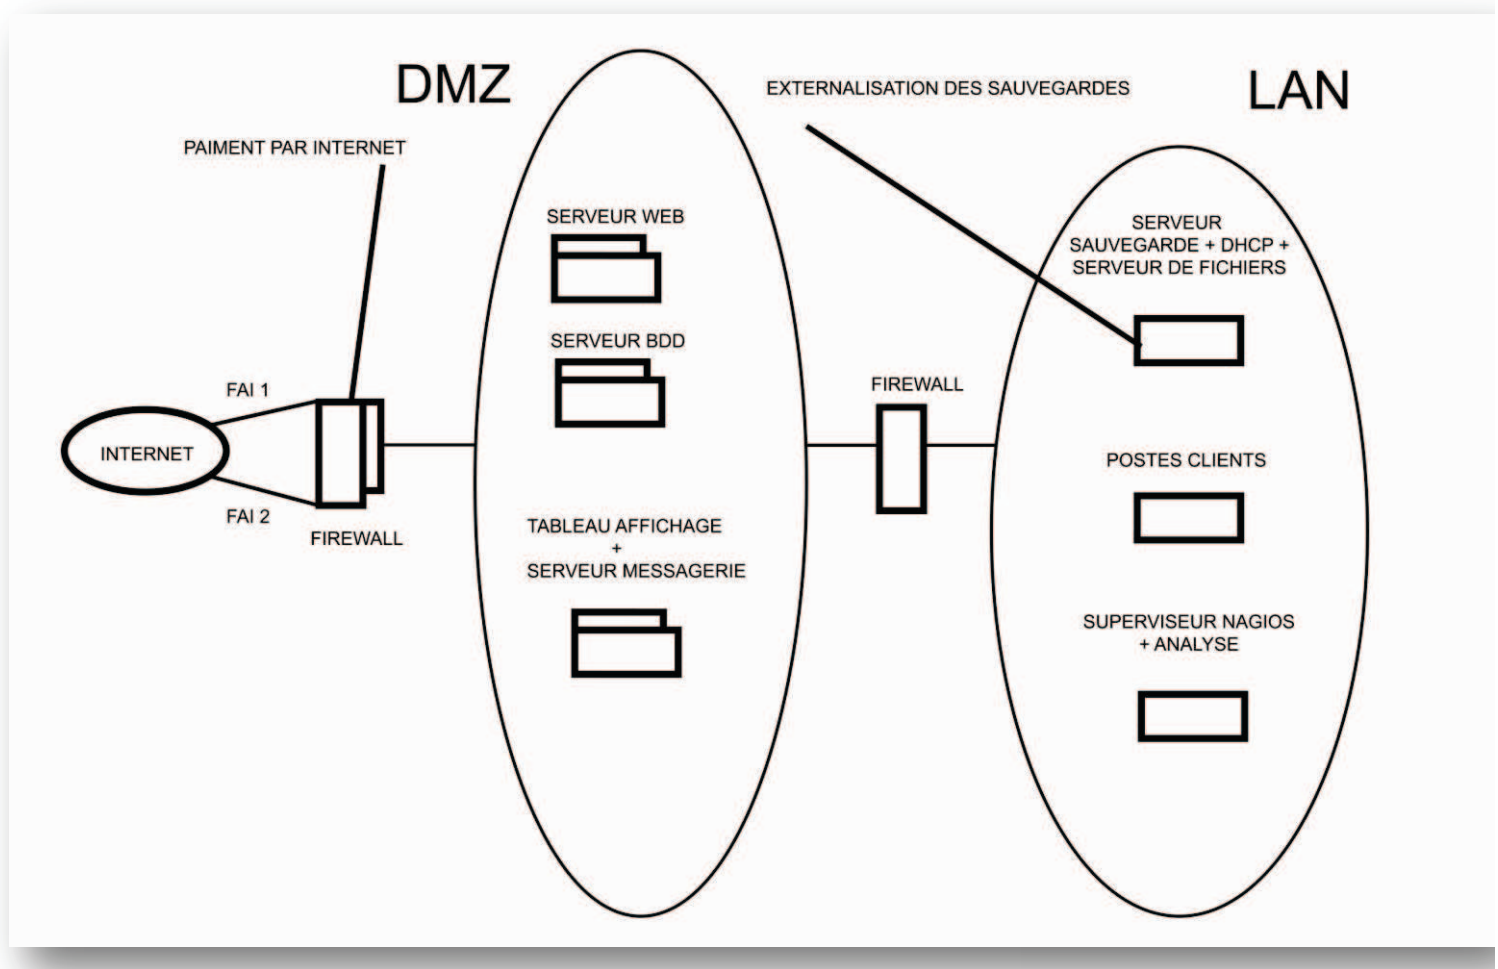 DMZ
EXTERNALISATION DES SAUVEGARDES
LAN
PAIMENT PAR INTERNET
SERVEUR WEB
SERVEUR BDD
SERVEUR
SAUVEGARDE + DHCP +
SERVEUR DE FICHIERS
FAI 1
INTERNET
FAI 2
FIREWALL
FIREWALL
TABLEAU AFFICHAGE
+
SERVEUR MESSAGERIE
POSTES CLIENTS
SUPERVISEUR NAGIOS
+ ANALYSE